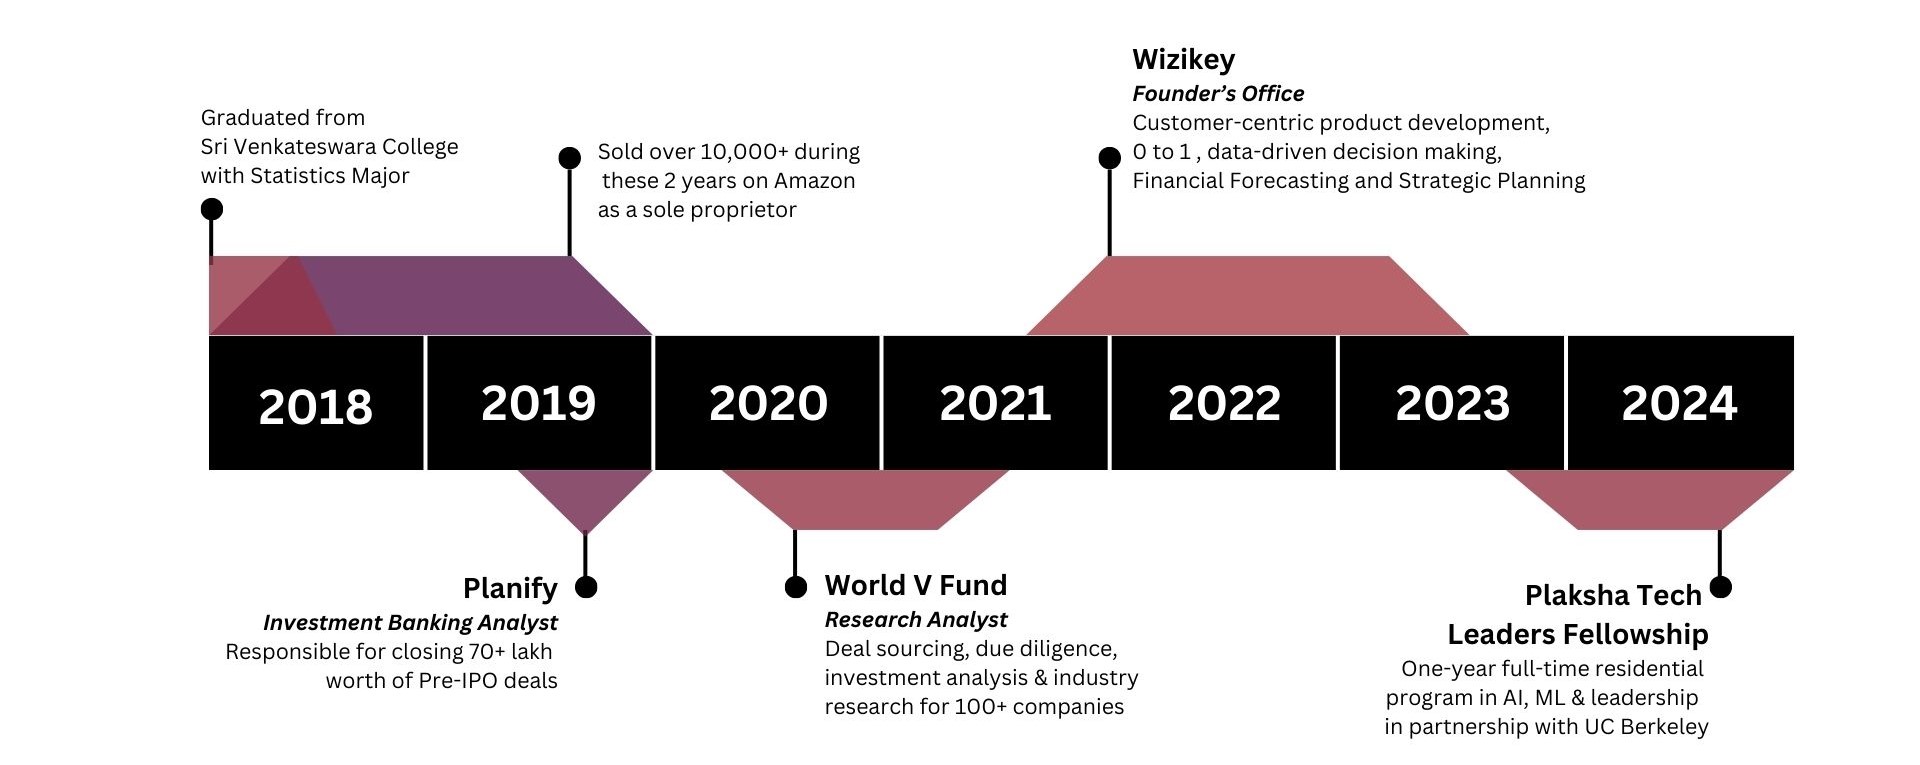 Graduated from
Sri Venkateswara College
with Statistics Major
Sold over 10,000+ during
these 2 years on Amazon
as a sole proprietor
Wizikey
Founder’s Office
Customer-centric product development,
0 to 1 , data-driven decision making,
Financial Forecasting and Strategic Planning
2018
2019
2020
2021
2022
2023
2024
Planify
Investment Banking Analyst
Responsible for closing 70+ lakh
worth of Pre-IPO deals
World V Fund
Research Analyst
Deal sourcing, due diligence,
investment analysis & industry
research for 100+ companies
Plaksha Tech
Leaders Fellowship
One-year full-time residential
program in AI, ML & leadership
in partnership with UC Berkeley